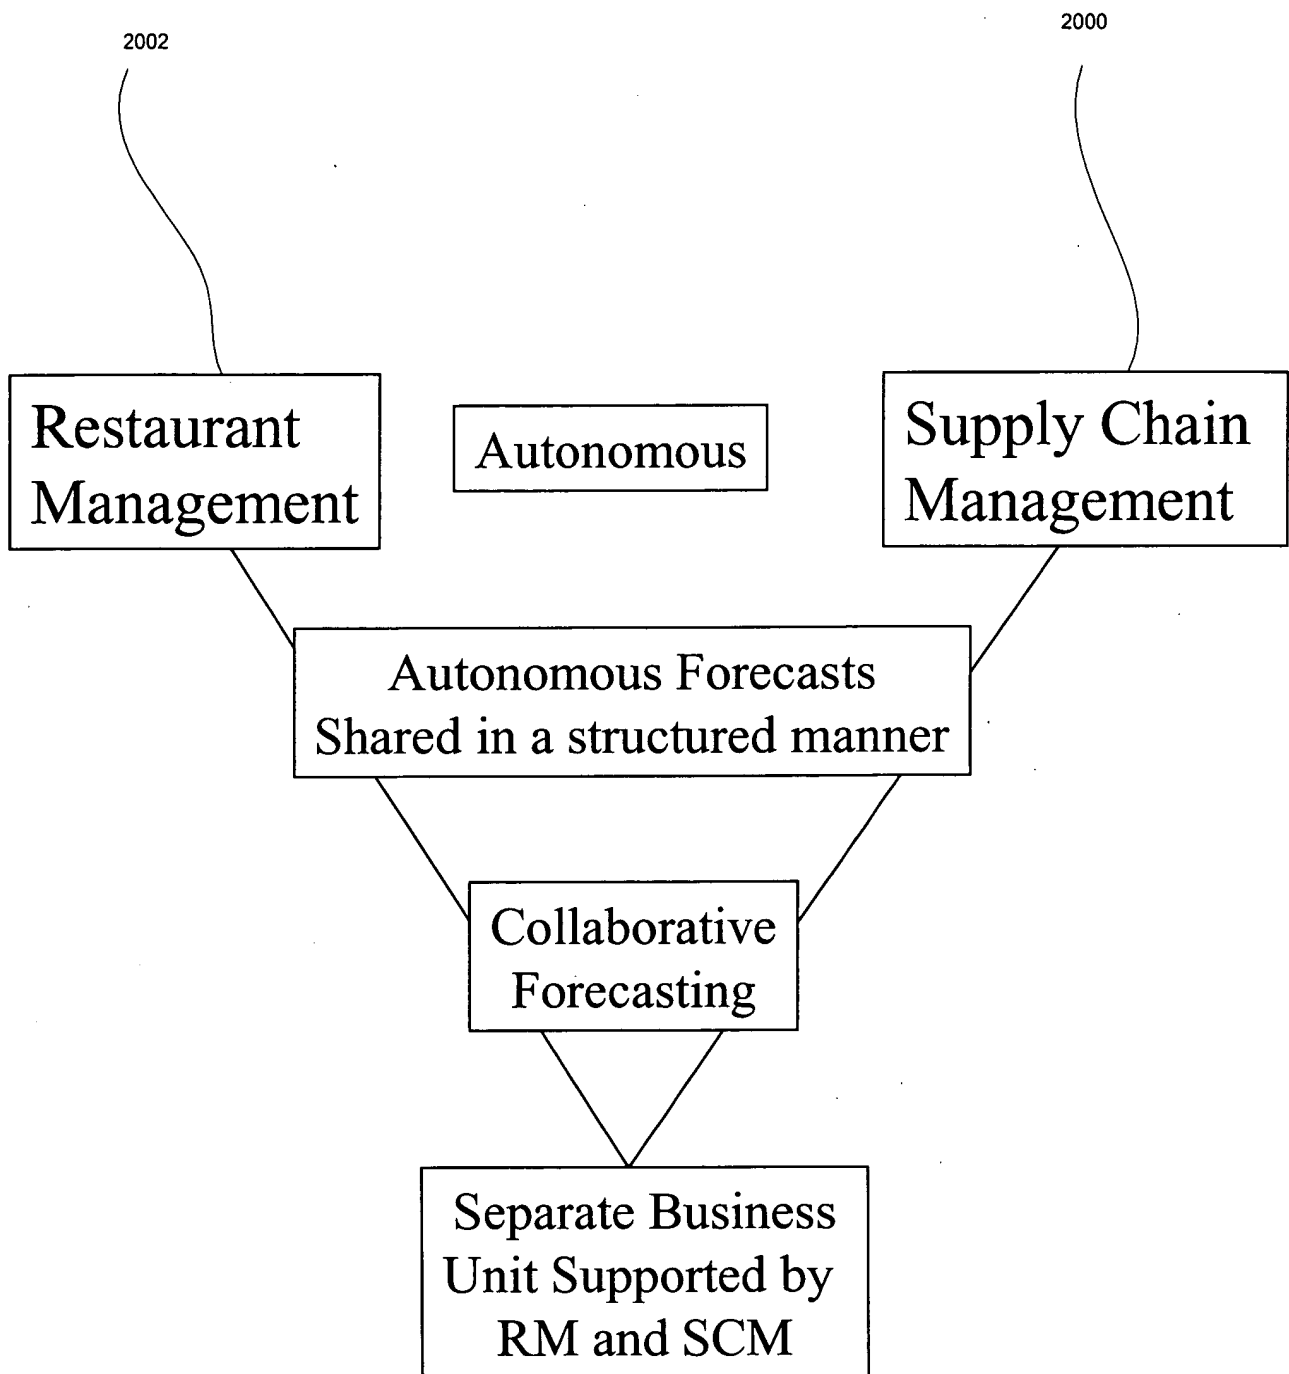 2002
2000
Restaurant
Management
Autonomous
Supply Chain
Management
Autonomous Forecasts
Shared in a structured manner
Collaborative
Forecasting
Separate Business
Unit Supported by
RM and SCM